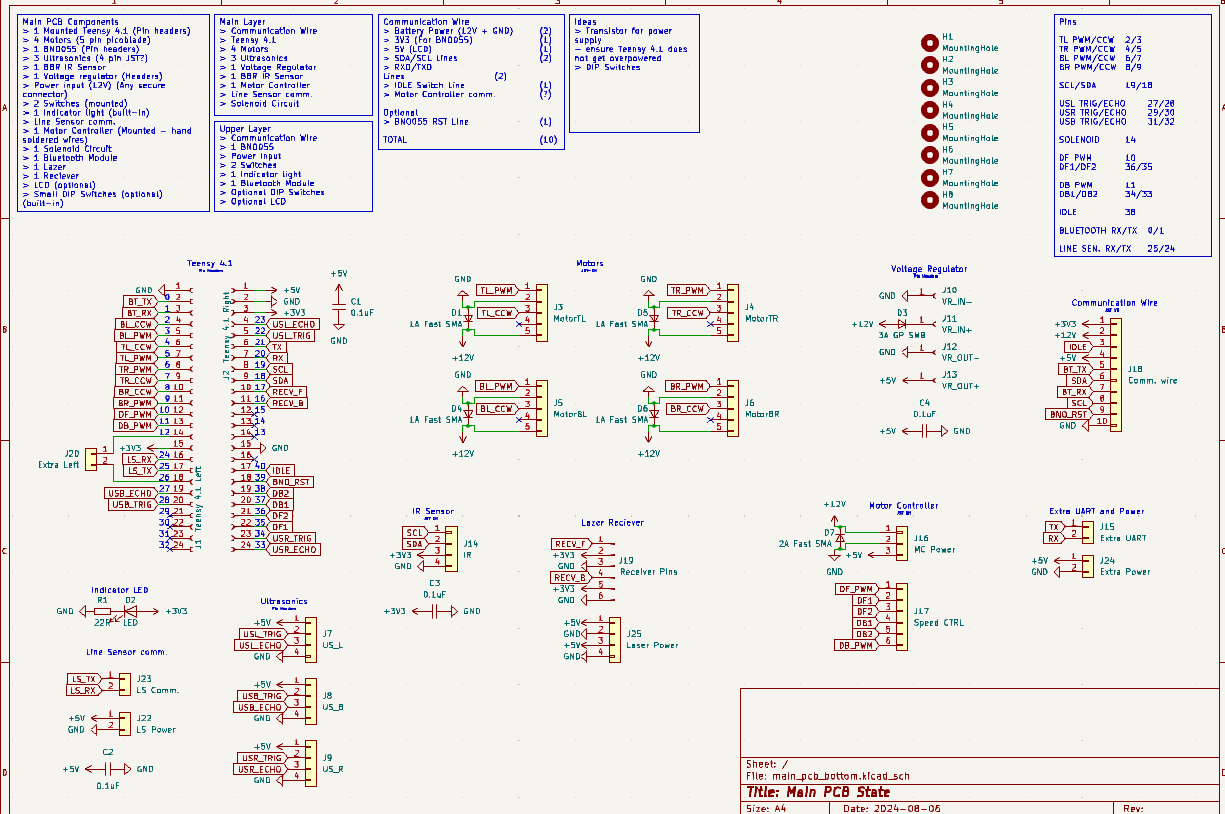 Main PCB Components
> 1 Mounted Teensy 4.1 (Pin headers)
> 4 Motors (5 pin picoblade)
> 1 BNO055 (Pin headers)
> 3 Ultrasonics (4 pin JST?)
> 1 BBR IR Sensor
> 1 Voltage regulator (Headers)
> Power input (12V) (Any secure
connector)
> 2 Switches (mounted)
> 1 Indicator light (built-in)
> Line Sensor comm.
> 1 Motor Controller (Mounted - hand
soldered wires)
> 1 Solenoid Circuit
> 1 Bluetooth Module
> 1 Lazer
> 1 Reciever
> LCD (optional)
> Small DIP Switches (optional)
(built-in)
Main Layer
> Communication Wire
> Teensy 4.1
> 4 Motors
> 3 Ultrasonics
> 1 Voltage Regulator
> 1 BBR IR Sensor
> 1 Motor Controller
> Line Sensor comm.
> Solenoid Circuit
Upper Layer
> Communication Wire
> 1 BNO055
> Power input
> 2 Switches
> 1 Indicator light
> 1 Bluetooth Module
> Optional DIP Switches
> Optional LCD
Communication Wire
> Battery Power (12V + GND) (2)
> 3V3 (For BNO055) (1)
> 5V (LCD) (1)
> SDA/SCL Lines (2)
> RXD/TXD
Lines (2)
> IDLE Switch Line (1)
> Motor Controller comm. (?)
Optional
> BNO055 RST Line (1)
TOTAL (10)
Ideas
> Transistor for power
supply
- ensure Teensy 4.1 does
not get overpowered
> DIP Switches
H1
MountingHole
H2
MountingHole
H3
MountingHole
H4
MountingHole
H5
MountingHole
H6
MountingHole
H7
MountingHole
H8
MountingHole
Pins
TL PWM/CCW 2/3
TR PWM/CCW 4/5
BL PWM/CCW 6/7
BR PWM/CCW 8/9
SCL/SDA 19/18
USL TRIG/ECHO 27/28
USR TRIG/ECHO 29/30
USB TRIG/ECHO 31/32
SOLENOID 14
DF PWM 10
DF1/DF2 36/35
DB PWM 11
DB1/DB2 34/33
IDLE 38
BLUETOOTH RX/TX 0/1
LINE SEN. RX/TX 25/24
Teensy 4.1
GND
BT_TX
BT_RX
BL_CCW
BL_PWM
TL_CCW
TL_PWM
TR_PWM
TR_CCW
BR_CCW
BR_PWM
DF_PWM
DB_PWM
+3V3
LS_RX
LS_TX
USB_ECHO
USB_TRIG
J20
Extra Left
J1 Teensy 4.1 Left
J2 Teensy 4.1 Right
+5V
GND
+3V3
USL_ECHO
USL_TRIG
TX
RX
SCL
SDA
RECV_F
RECV_B
GND
IDLE
BNO_RST
DB2
DB1
DF2
DF1
USR_TRIG
USR_ECHO
+5V
C1
0.1uF
GND
Motors
GND
TL_PWM
TL_CCW
D1
1A Fast SMA
+12V
J3
MotorTL
GND
TR_PWM
TR_CCW
D5
1A Fast SMA
+12V
J4
MotorTR
GND
BL_PWM
BL_CCW
D4
1A Fast SMA
+12V
J5
MotorBL
GND
BR_PWM
BR_CCW
D6
1A Fast SMA
+12V
J6
MotorBR
Voltage Regulator
GND
J10
VR_IN-
+12V
D3
3A GP SMB
J11
VR_IN+
GND
J12
VR_OUT-
+5V
J13
VR_OUT+
C4
0.1uF
+5V
GND
Communication Wire
+3V3
+12V
IDLE
+5V
BT_TX
SDA
BT_RX
SCL
BNO_RST
GND
J18
Comm. wire
IR Sensor
SCL
SDA
+3V3
GND
J14
IR
C3
0.1uF
+3V3
GND
Lazer Reciever
RECV_F
+3V3
GND
RECV_B
+3V3
GND
J19
Receiver Pins
+5V
GND
+5V
GND
J25
Laser Power
Motor Controller
+12V
D7
2A Fast SMA
GND
+5V
J16
MC Power
DF_PWM
DF1
DF2
DB1
DB2
DB_PWM
J17
Speed CTRL
Extra UART and Power
TX
RX
J15
Extra UART
+5V
GND
J24
Extra Power
Indicator LED
R1
D2
GND
+3V3
22R
LED
Line Sensor comm.
LS_TX
LS_RX
J23
LS Comm.
+5V
GND
J22
LS Power
C2
+5V
GND
0.1uF
Ultrasonics
+5V
USL_TRIG
USL_ECHO
GND
J7
US_L
+5V
USB_TRIG
USB_ECHO
GND
J8
US_B
+5V
USR_TRIG
USR_ECHO
GND
J9
US_R
Sheet: /
File: main_pcb_bottom.kicad_sch
Title: Main PCB State
Size: A4
Date: 2024-08-06
Rev: